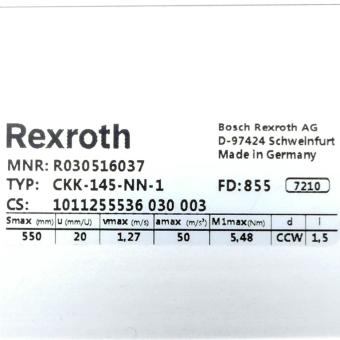 Rexroth
Bosch Rexroth AG
D-97424 Schweinfurt
Made in Germany
MNR: R030516037
TYP: CKK-145-NN-1 FD: 855 7210
CS: 1011255536 030 003
Smax (mm) u (mm/U) vmax (m/s) amax (m/s²) M1max(Nm) d l
550 20 1,27 50 5,48 CCW 1,5